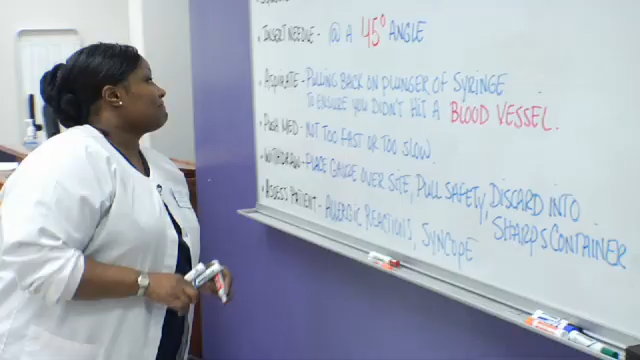 • INSERT NEEDLE - @ A 45° ANGLE
• ASPIRATE - PULLING BACK ON PLUNGER OF SYRINGE
TO ENSURE YOU DIDN'T HIT A BLOOD VESSEL.
• PUSH MED - NOT TOO FAST OR TOO SLOW.
• WITHDRAW - PLACE GAUZE OVER SITE, PULL SAFETY, DISCARD INTO
SHARPS CONTAINER
• ASSESS PATIENT - ALLERGIC REACTIONS, SYNCOPE